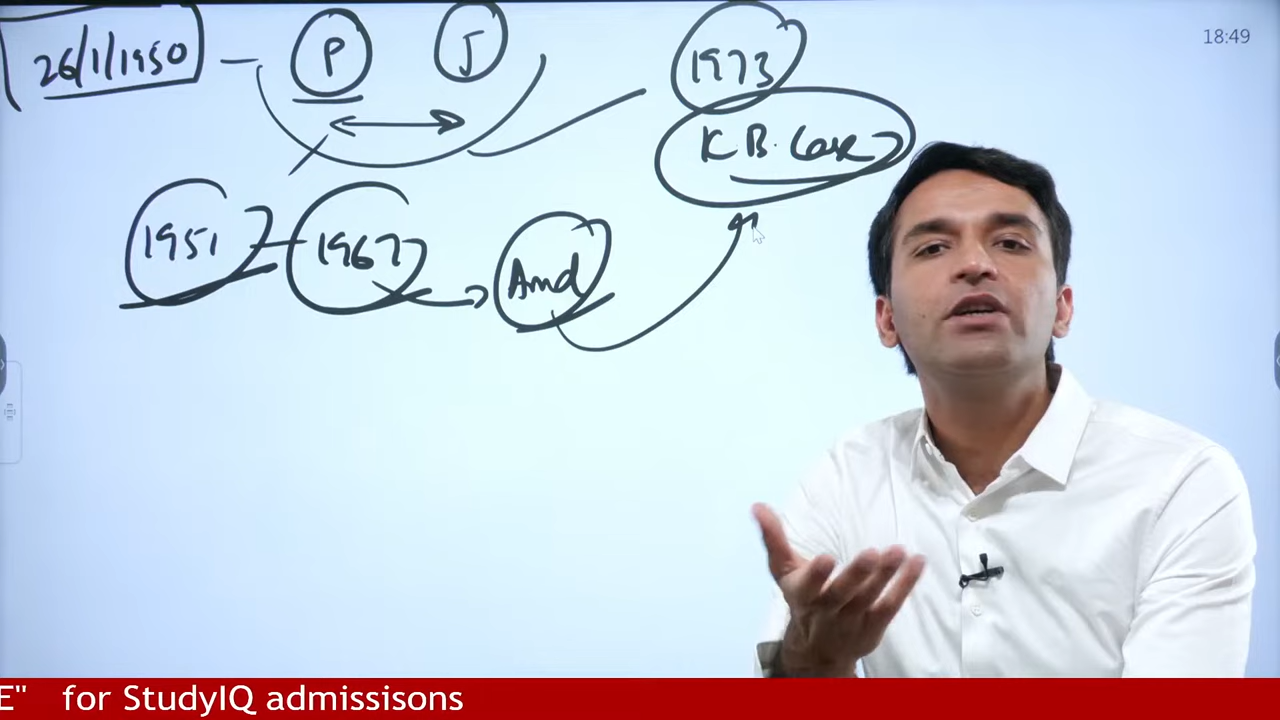 26/1/1950 – P J
1973
18:49
K B. Case
1951 – 1967
Amd
E" for StudyIQ admissisons